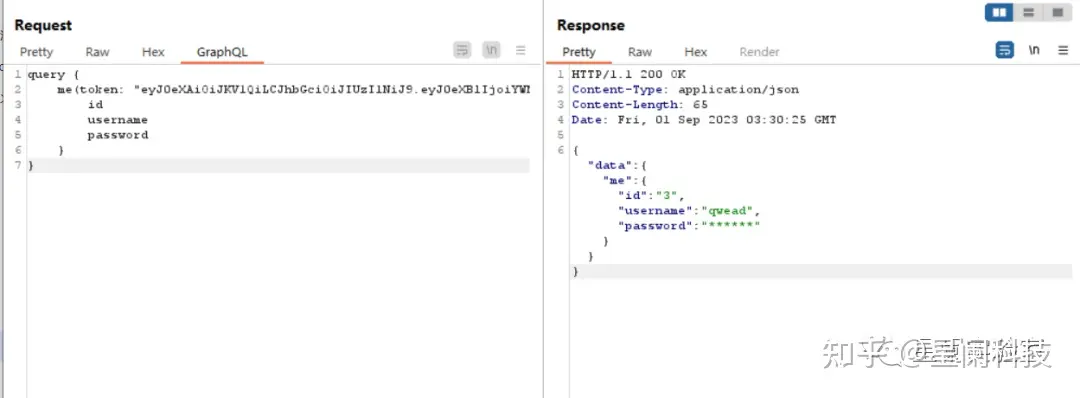 Request
Pretty Raw Hex GraphQL \n
1 query {
2 me(token: "eyJ0eXAiOiJKV1QiLCJhbGciOiJIUzI1NiJ9.eyJ0eXBlIjoiYWN
3 id
4 username
5 password
6 }
7 }
Response
Pretty Raw Hex Render \n
1 HTTP/1.1 200 OK
2 Content-Type: application/json
3 Content-Length: 65
4 Date: Fri, 01 Sep 2023 03:30:25 GMT
5
6 {
"data":{
"me":{
"id":"3",
"username":"qwead",
"password":"******"
}
}
}
知乎 @星阑科技